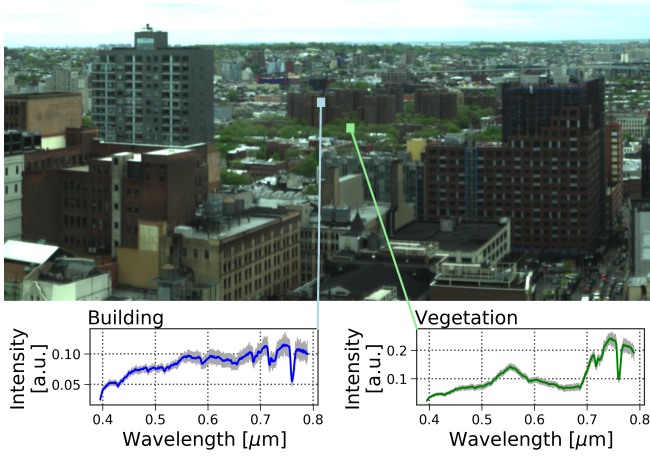 Building
Vegetation
Intensity
[a.u.]
0.10
0.05
0.4 0.5 0.6 0.7 0.8
Wavelength [μm]
Intensity
[a.u.]
0.2
0.1
0.4 0.5 0.6 0.7 0.8
Wavelength [μm]